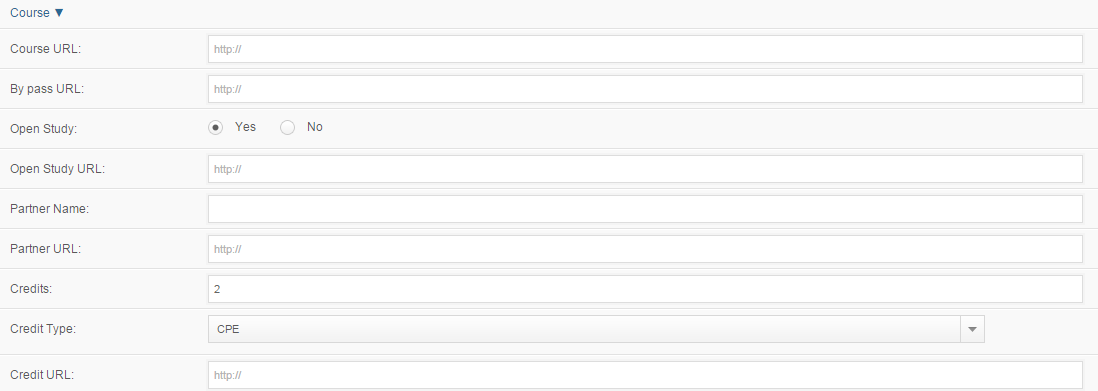 Course ▼
Course URL: http://
By pass URL: http://
Open Study: Yes No
Open Study URL: http://
Partner Name:
Partner URL: http://
Credits: 2
Credit Type: CPE
Credit URL: http://